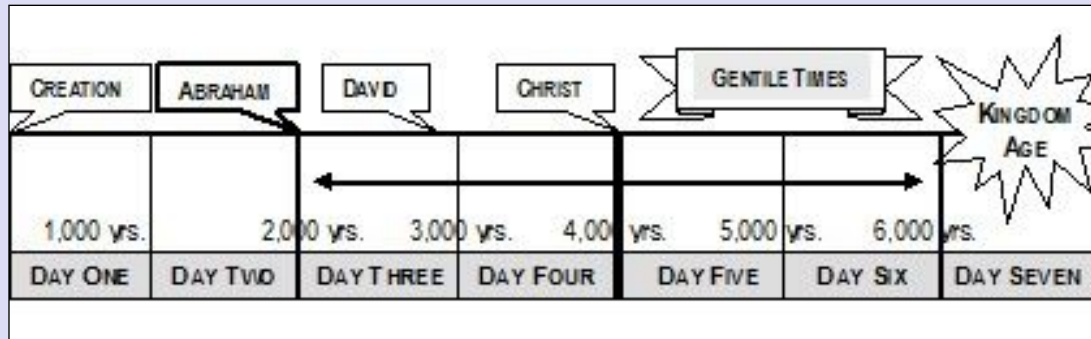 CREATION ABRAHAM DAVID CHRIST GENTILE TIMES
KINGDOM
AGE
1,000 yrs. 2,000 yrs. 3,000 yrs. 4,000 yrs. 5,000 yrs. 6,000 yrs.
DAY ONE DAY TWO DAY THREE DAY FOUR DAY FIVE DAY SIX DAY SEVEN